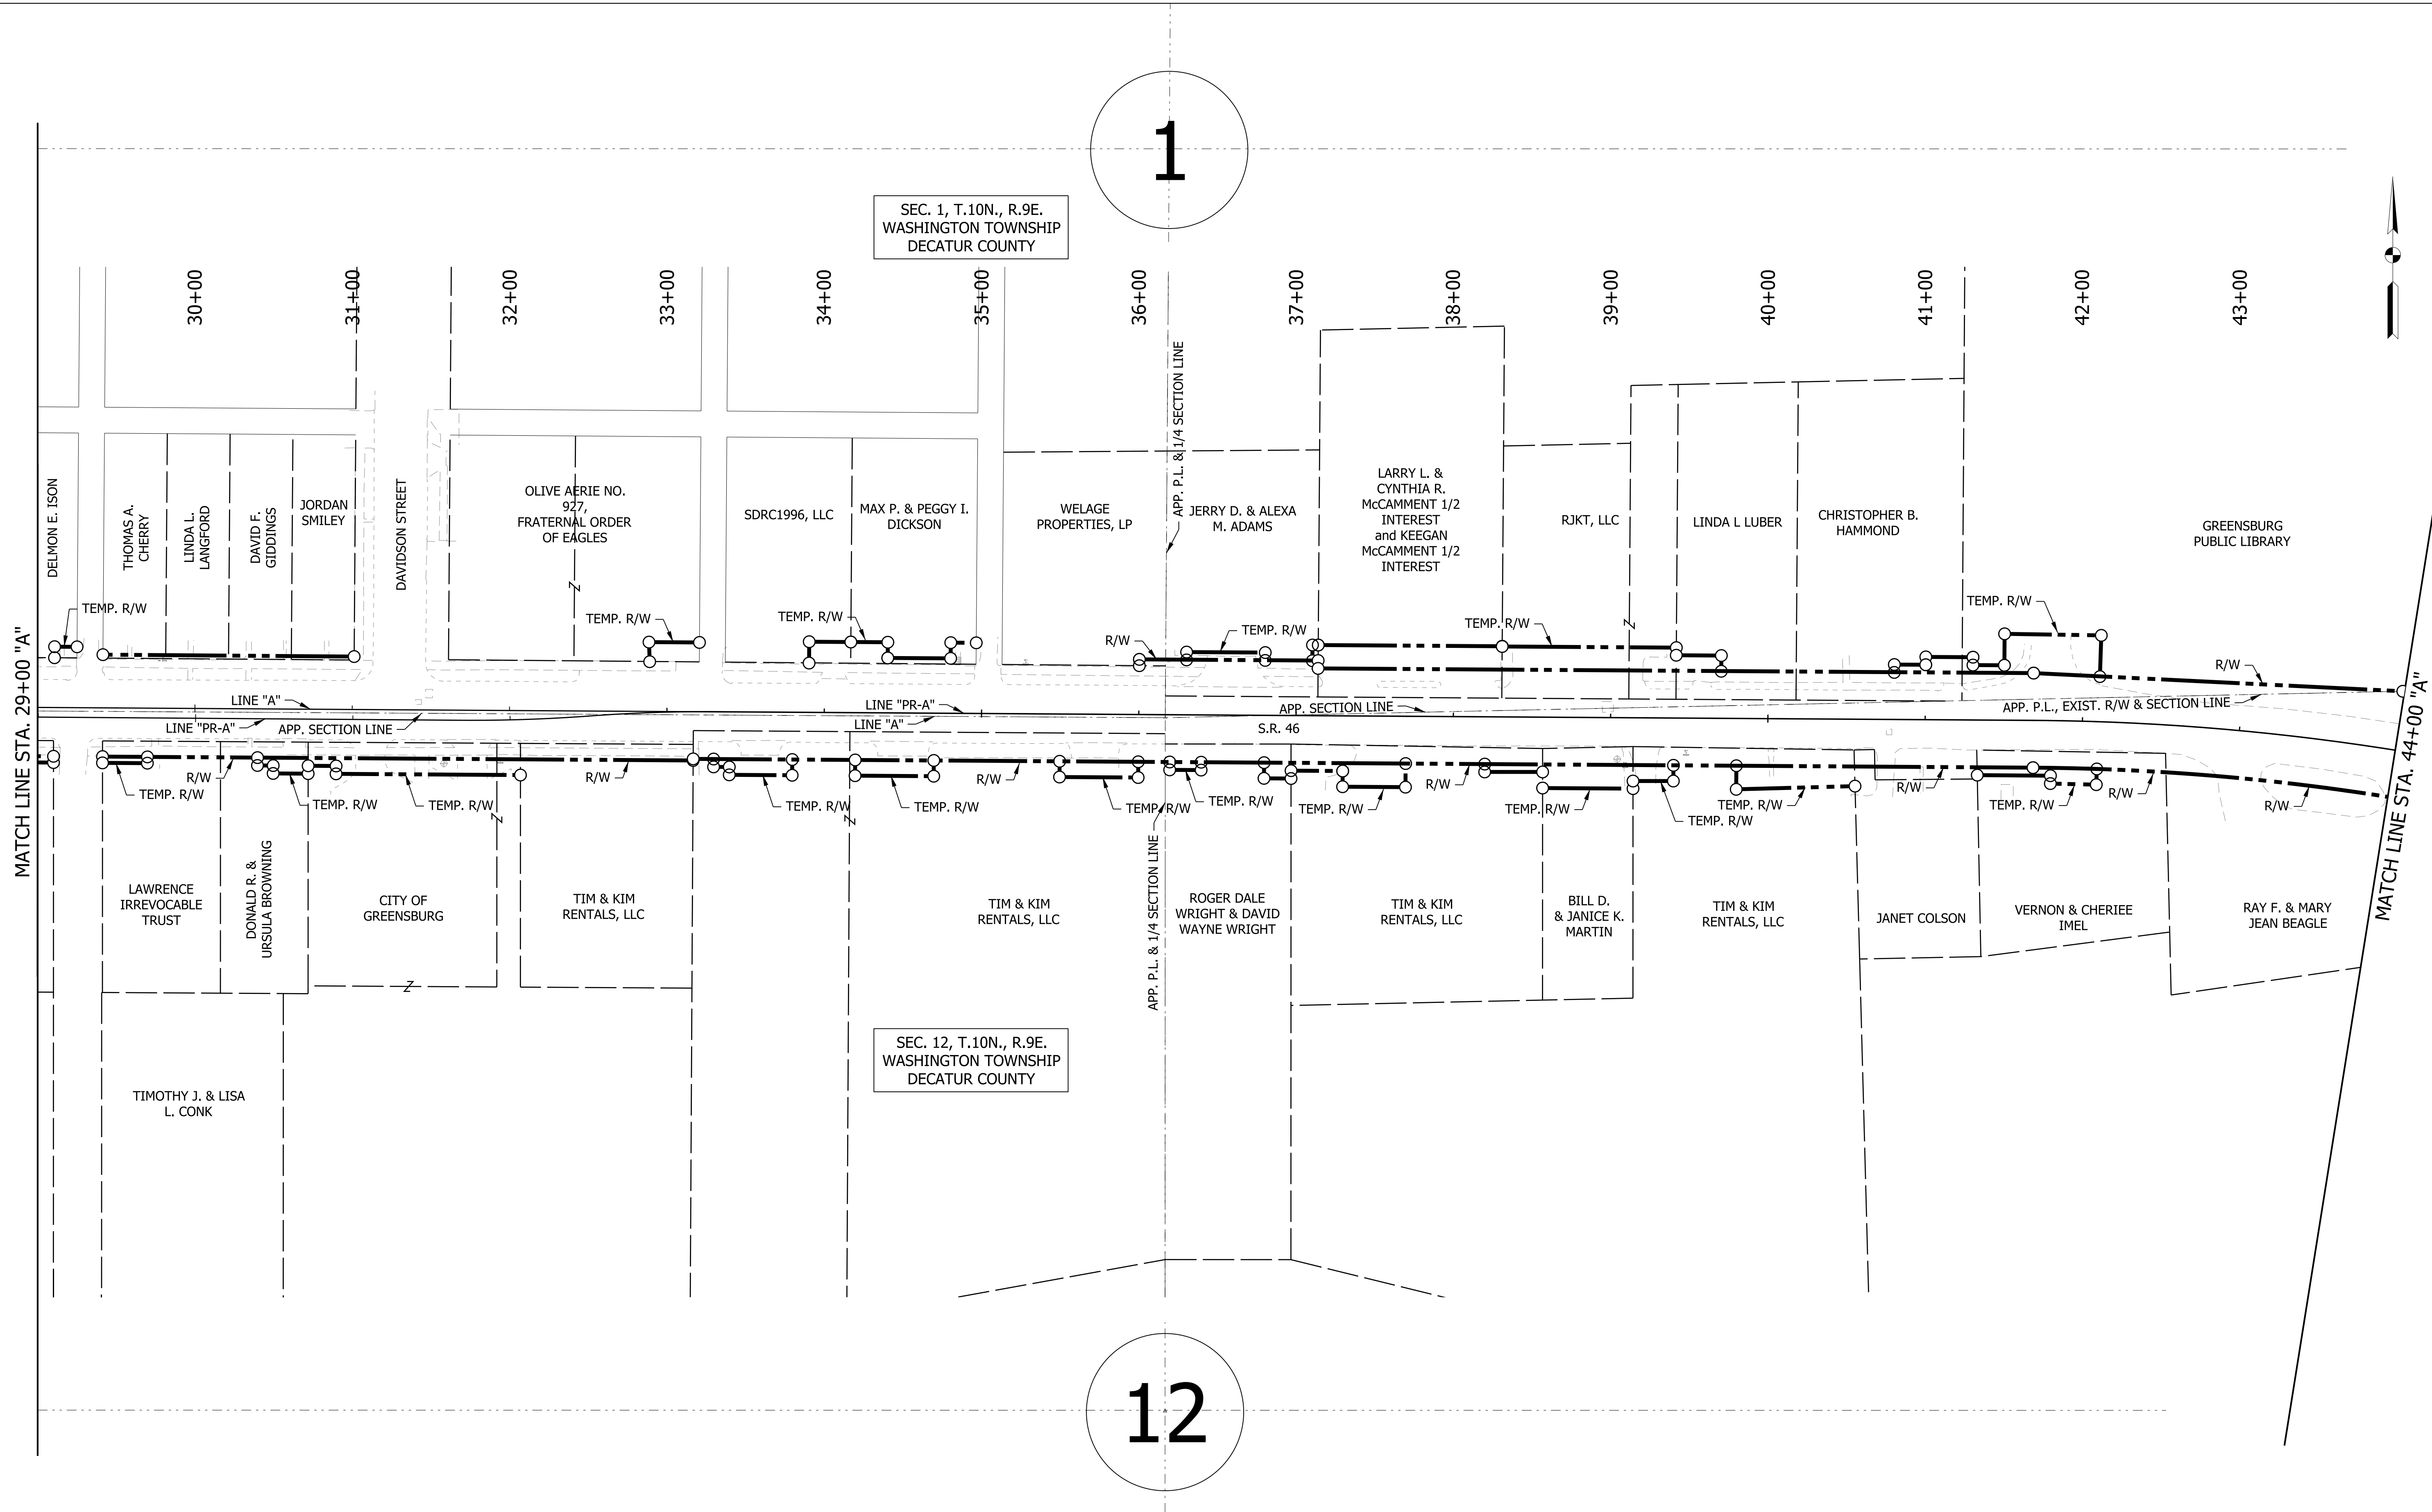 1
SEC. 1, T.10N., R.9E.
WASHINGTON TOWNSHIP
DECATUR COUNTY
30+00
31+00
32+00
33+00
34+00
35+00
36+00
37+00
38+00
39+00
40+00
41+00
42+00
43+00
MATCH LINE STA. 29+00 "A"
DELMON E. ISON
THOMAS A.
CHERRY
LINDA L.
LANGFORD
DAVID F.
GIDDINGS
JORDAN
SMILEY
DAVIDSON STREET
OLIVE AERIE NO.
927,
FRATERNAL ORDER
OF EAGLES
Z
SDRC1996, LLC
MAX P. & PEGGY I.
DICKSON
WELAGE
PROPERTIES, LP
APP. P.L. & 1/4 SECTION LINE
JERRY D. & ALEXA
M. ADAMS
LARRY L. &
CYNTHIA R.
McCAMMENT 1/2
INTEREST
and KEEGAN
McCAMMENT 1/2
INTEREST
RJKT, LLC
Z
LINDA L LUBER
CHRISTOPHER B.
HAMMOND
GREENSBURG
PUBLIC LIBRARY
TEMP. R/W
TEMP. R/W
TEMP. R/W
R/W
TEMP. R/W
TEMP. R/W
TEMP. R/W
R/W
LINE "A"
LINE "PR-A"
APP. SECTION LINE
LINE "PR-A"
LINE "A"
APP. SECTION LINE
S.R. 46
APP. P.L., EXIST. R/W & SECTION LINE
MATCH LINE STA. 44+00 "A"
TEMP. R/W
R/W
TEMP. R/W
TEMP. R/W
R/W
TEMP. R/W
TEMP. R/W
R/W
TEMP. R/W
TEMP. R/W
TEMP. R/W
R/W
TEMP. R/W
TEMP. R/W
TEMP. R/W
R/W
TEMP. R/W
R/W
R/W
LAWRENCE
IRREVOCABLE
TRUST
DONALD R. &
URSULA BROWNING
CITY OF
GREENSBURG
Z
Z
TIM & KIM
RENTALS, LLC
Z
TIM & KIM
RENTALS, LLC
APP. P.L. & 1/4 SECTION LINE
ROGER DALE
WRIGHT & DAVID
WAYNE WRIGHT
TIM & KIM
RENTALS, LLC
BILL D.
& JANICE K.
MARTIN
TIM & KIM
RENTALS, LLC
JANET COLSON
VERNON & CHERIEE
IMEL
RAY F. & MARY
JEAN BEAGLE
SEC. 12, T.10N., R.9E.
WASHINGTON TOWNSHIP
DECATUR COUNTY
TIMOTHY J. & LISA
L. CONK
12